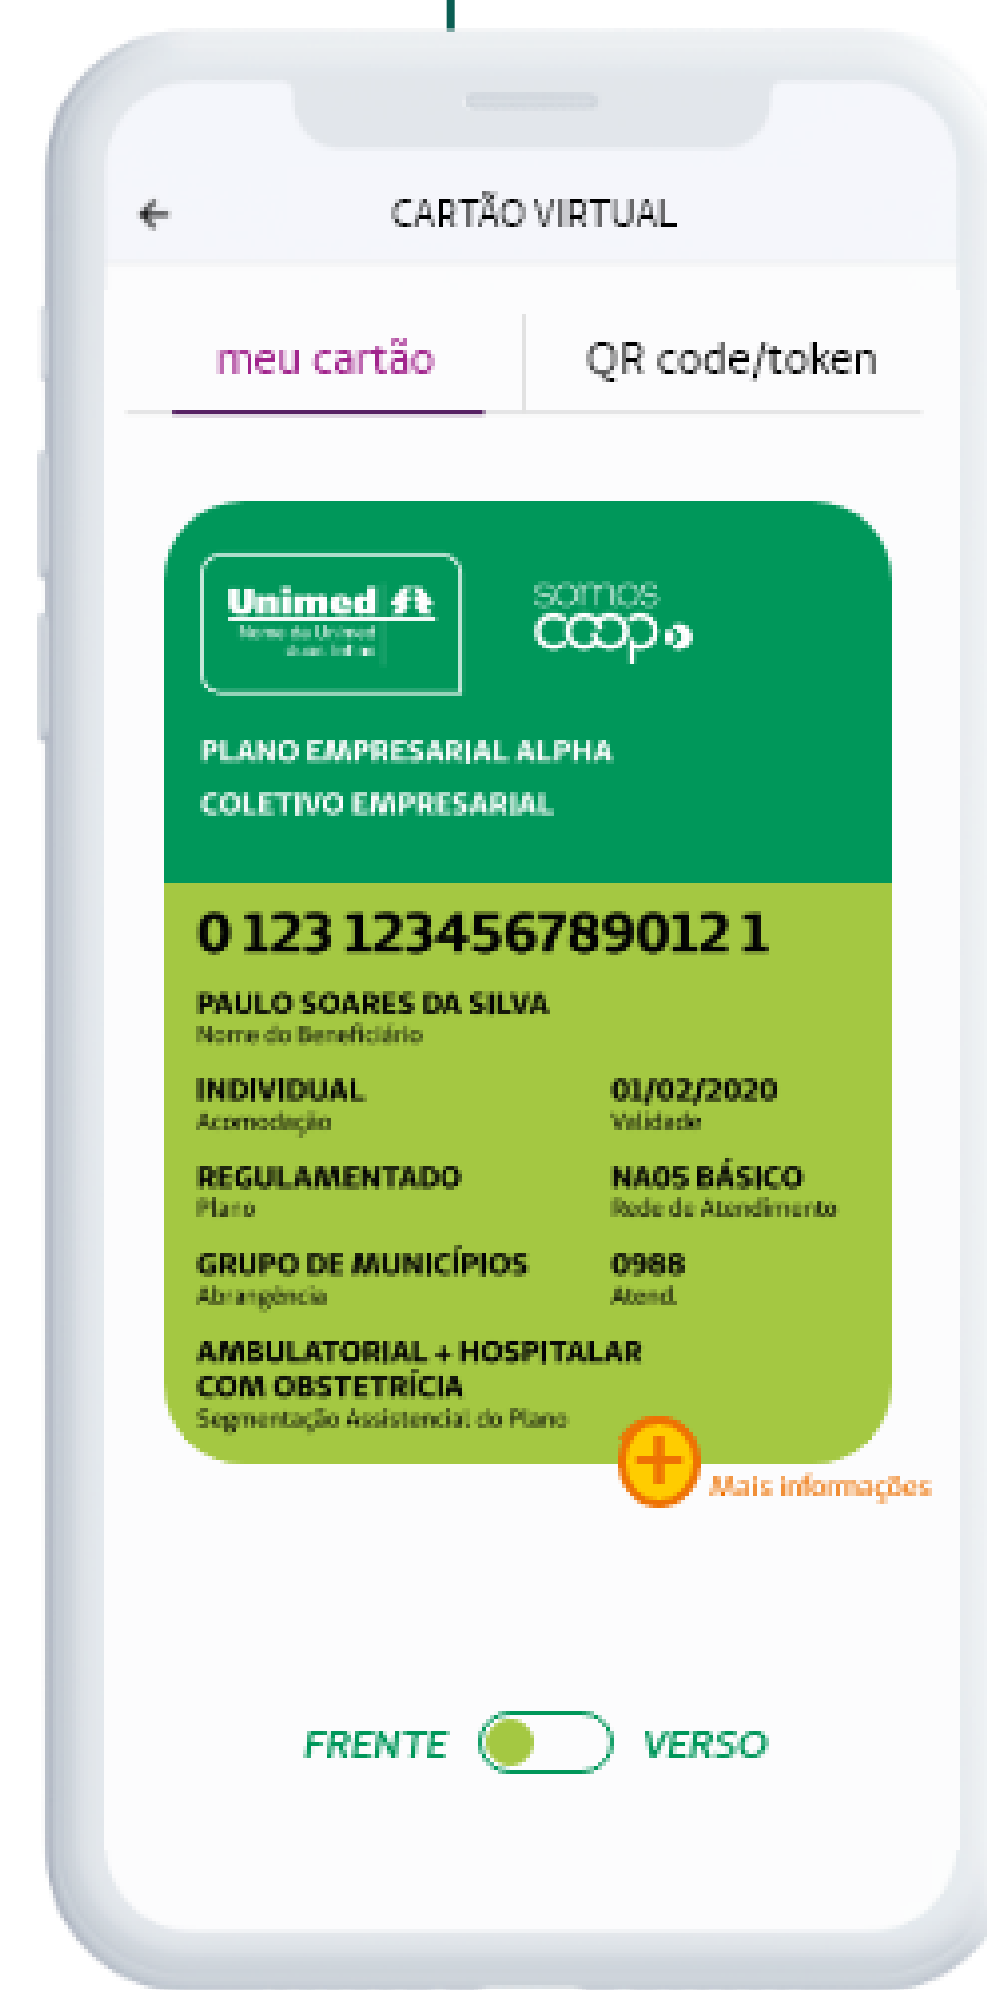 CARTÃO VIRTUAL
meu cartão
QR code/token
Unimed
Nome da Unimed
somos
coop
PLANO EMPRESARIAL ALPHA
COLETIVO EMPRESARIAL
0 123 123456789012 1
PAULO SOARES DA SILVA
Nome do Beneficiário
INDIVIDUAL 01/02/2020
Acomodação Validade
REGULAMENTADO NA05 BÁSICO
Plano Rede de Atendimento
GRUPO DE MUNICÍPIOS 0988
Abrangência Atend.
AMBULATORIAL + HOSPITALAR
COM OBSTETRÍCIA
Segmentação Assistencial do Plano
Mais informações
FRENTE VERSO